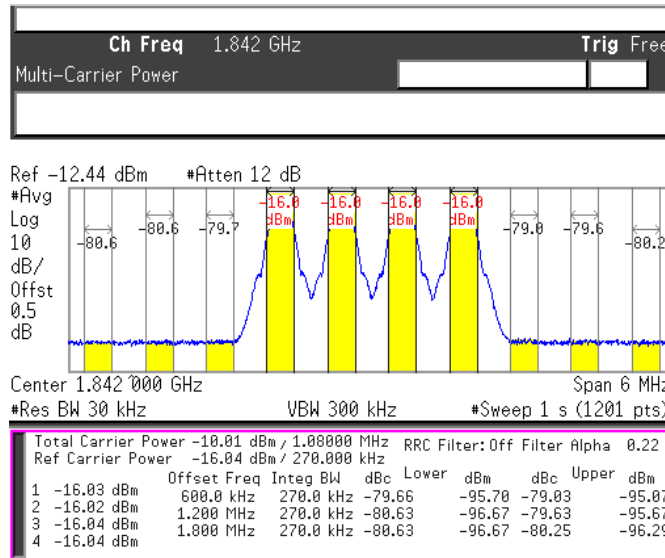 Ch Freq 1.842 GHz Trig Free
Multi-Carrier Power
Ref -12.44 dBm #Atten 12 dB
#Avg
Log
10
dB/
Offst
0.5
dB
-80.6 -80.6 -79.7 -16.0 dBm -16.0 dBm -16.0 dBm -16.0 dBm -79.0 -79.6 -80.2
Center 1.842 000 GHz Span 6 MHz
#Res BW 30 kHz VBW 300 kHz #Sweep 1 s (1201 pts)
Total Carrier Power -10.01 dBm/ 1.08000 MHz RRC Filter: Off Filter Alpha 0.22
Ref Carrier Power -16.04 dBm/ 270.000 kHz
Lower Upper
Offset Freq Integ BW dBc dBm dBc dBm
1 -16.03 dBm 600.0 kHz 270.0 kHz -79.66 -95.70 -79.03 -95.07
2 -16.02 dBm 1.200 MHz 270.0 kHz -80.63 -96.67 -79.63 -95.67
3 -16.04 dBm 1.800 MHz 270.0 kHz -80.63 -96.67 -80.25 -96.29
4 -16.04 dBm